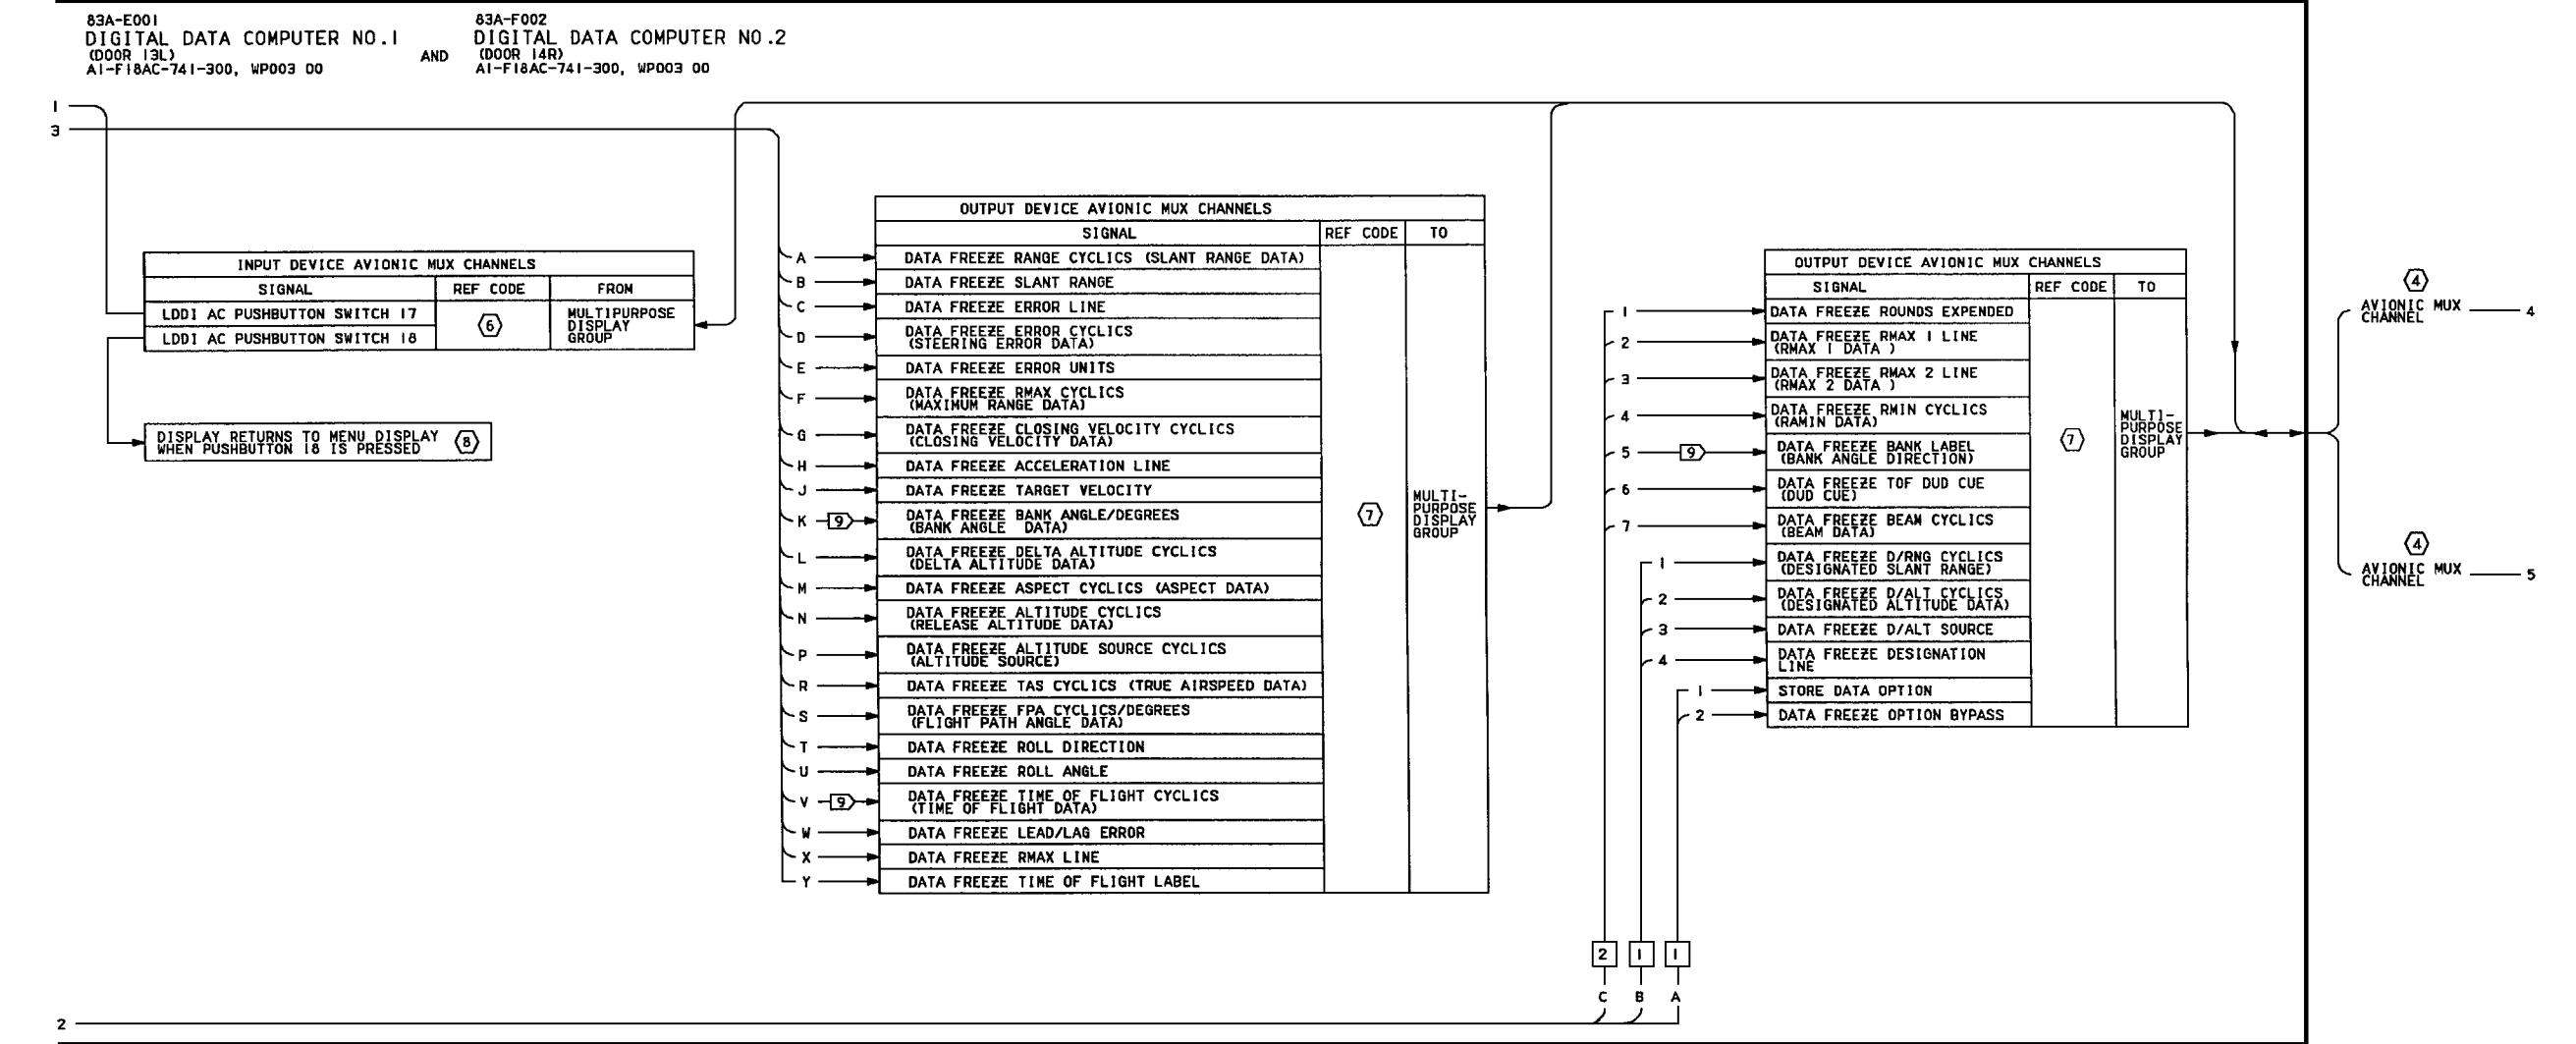 83A-E001
DIGITAL DATA COMPUTER NO.1
(DOOR 13L)
A1-F18AC-741-300, WP003 00
AND
83A-F002
DIGITAL DATA COMPUTER NO.2
(DOOR 14R)
A1-F18AC-741-300, WP003 00
1
3
INPUT DEVICE AVIONIC MUX CHANNELS
SIGNAL REF CODE FROM
LDDI AC PUSHBUTTON SWITCH 17
LDDI AC PUSHBUTTON SWITCH 18
6
MULTIPURPOSE
DISPLAY
GROUP
DISPLAY RETURNS TO MENU DISPLAY
WHEN PUSHBUTTON 18 IS PRESSED
8
OUTPUT DEVICE AVIONIC MUX CHANNELS
SIGNAL REF CODE TO
A DATA FREEZE RANGE CYCLICS (SLANT RANGE DATA)
B DATA FREEZE SLANT RANGE
C DATA FREEZE ERROR LINE
D DATA FREEZE ERROR CYCLICS
(STEERING ERROR DATA)
E DATA FREEZE ERROR UNITS
F DATA FREEZE RMAX CYCLICS
(MAXIMUM RANGE DATA)
G DATA FREEZE CLOSING VELOCITY CYCLICS
(CLOSING VELOCITY DATA)
H DATA FREEZE ACCELERATION LINE
J DATA FREEZE TARGET VELOCITY
K 9 DATA FREEZE BANK ANGLE/DEGREES
(BANK ANGLE DATA)
L DATA FREEZE DELTA ALTITUDE CYCLICS
(DELTA ALTITUDE DATA)
M DATA FREEZE ASPECT CYCLICS (ASPECT DATA)
N DATA FREEZE ALTITUDE CYCLICS
(RELEASE ALTITUDE DATA)
P DATA FREEZE ALTITUDE SOURCE CYCLICS
(ALTITUDE SOURCE)
R DATA FREEZE TAS CYCLICS (TRUE AIRSPEED DATA)
S DATA FREEZE FPA CYCLICS/DEGREES
(FLIGHT PATH ANGLE DATA)
T DATA FREEZE ROLL DIRECTION
U DATA FREEZE ROLL ANGLE
V 9 DATA FREEZE TIME OF FLIGHT CYCLICS
(TIME OF FLIGHT DATA)
W DATA FREEZE LEAD/LAG ERROR
X DATA FREEZE RMAX LINE
Y DATA FREEZE TIME OF FLIGHT LABEL
7
MULTI-
PURPOSE
DISPLAY
GROUP
OUTPUT DEVICE AVIONIC MUX CHANNELS
SIGNAL REF CODE TO
1 DATA FREEZE ROUNDS EXPENDED
2 DATA FREEZE RMAX 1 LINE
(RMAX 1 DATA )
3 DATA FREEZE RMAX 2 LINE
(RMAX 2 DATA )
4 DATA FREEZE RMIN CYCLICS
(RAMIN DATA)
5 9 DATA FREEZE BANK LABEL
(BANK ANGLE DIRECTION)
6 DATA FREEZE TOF DUD CUE
(DUD CUE)
7 DATA FREEZE BEAM CYCLICS
(BEAM DATA)
1 DATA FREEZE D/RNG CYCLICS
(DESIGNATED SLANT RANGE)
2 DATA FREEZE D/ALT CYCLICS
(DESIGNATED ALTITUDE DATA)
3 DATA FREEZE D/ALT SOURCE
4 DATA FREEZE DESIGNATION
LINE
1 STORE DATA OPTION
2 DATA FREEZE OPTION BYPASS
7
MULTI-
PURPOSE
DISPLAY
GROUP
4
AVIONIC MUX
CHANNEL
4
4
AVIONIC MUX
CHANNEL
5
2 1 1
C B A
2